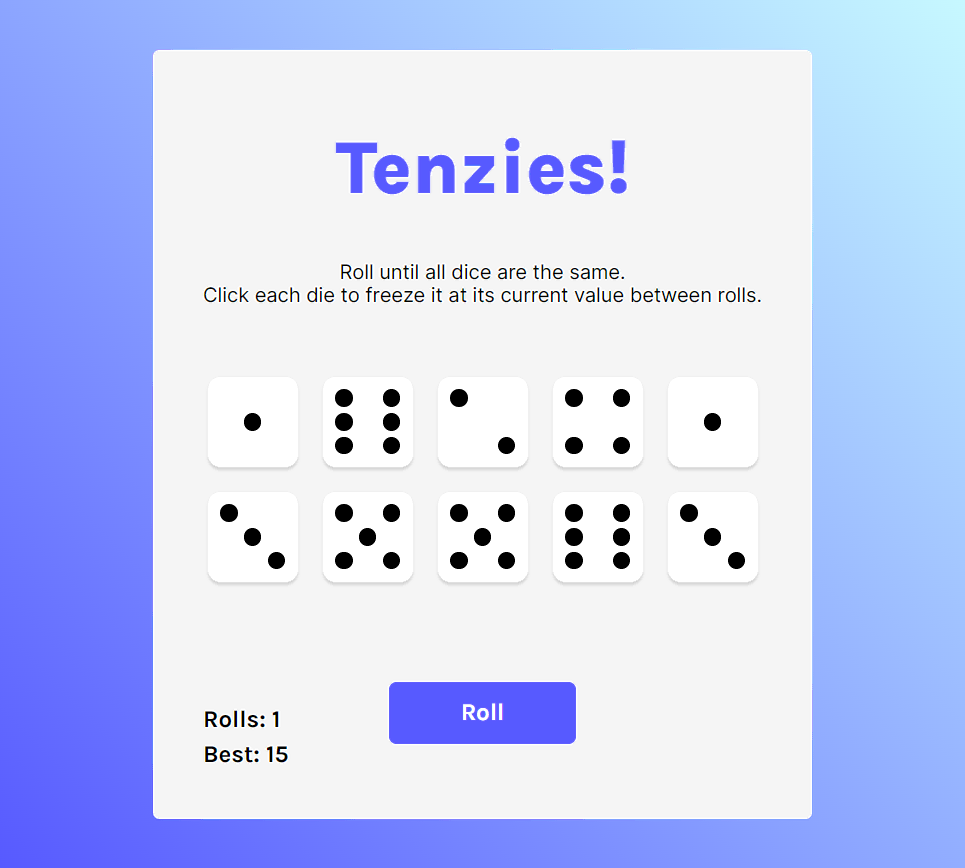 Tenzies!
Roll until all dice are the same.
Click each die to freeze it at its current value between rolls.
Roll
Rolls: 1
Best: 15